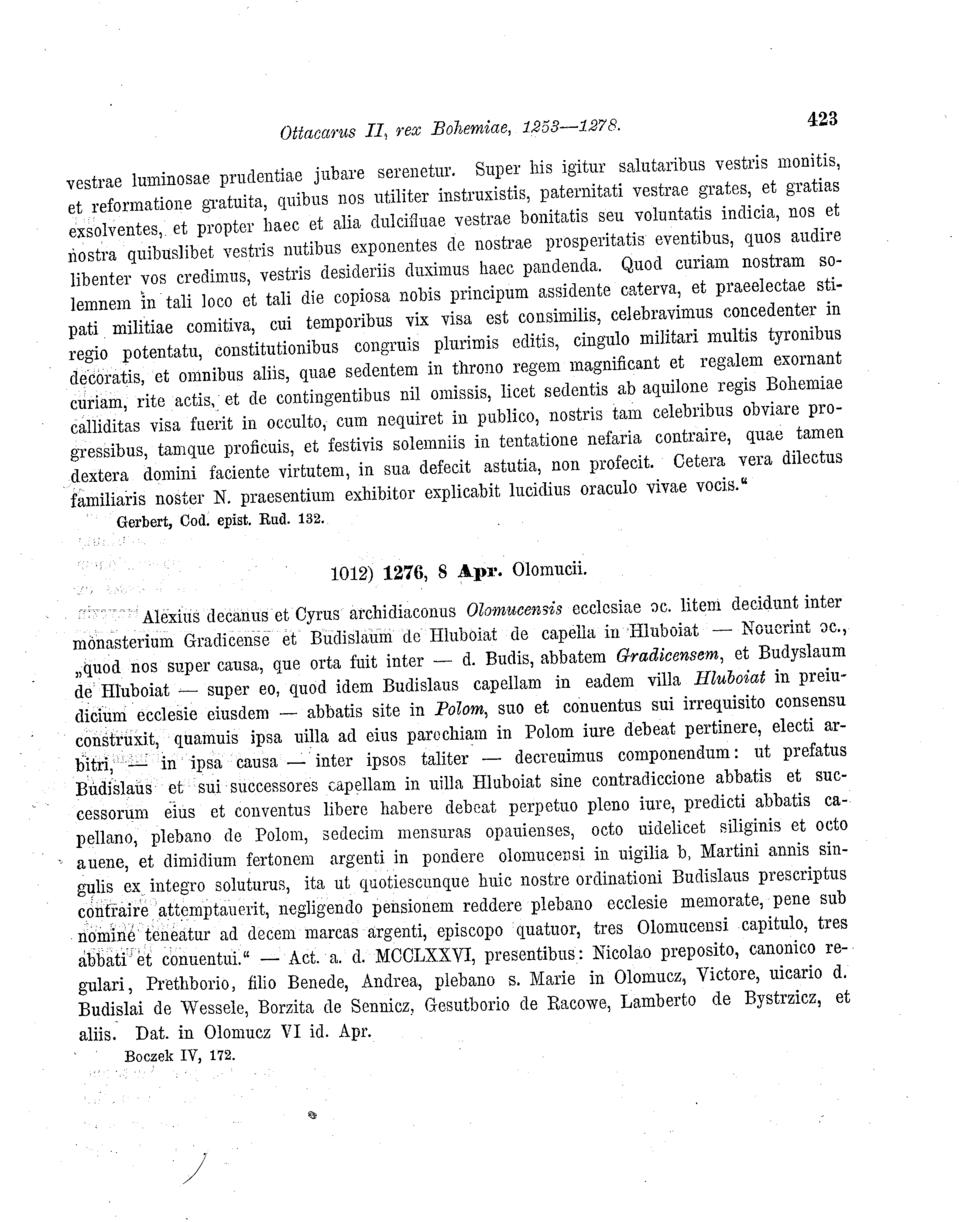 Ottacarus II, rex Bohemiae, 1253—1278. 423
vestrae luminosae prudentiae jubare serenetur. Super his igitur salutaribus vestris monitis,
et reformatione gratuita, quibus nos utiliter instruxistis, paternitati vestrae grates, et gratias
exsolventes, et propter haec et alia dulcifluae vestrae bonitatis seu voluntatis indicia, nos et
nostra quibuslibet vestris nutibus exponentes de nostrae prosperitatis eventibus, quos audire
libenter vos credimus, vestris desideriis duximus haec pandenda. Quod curiam nostram so-
lemnem in tali loco et tali die copiosa nobis principum assidente caterva, et praeelectae sti-
pati militiae comitiva, cui temporibus vix visa est consimilis, celebravimus concedenter in
regio potentatu, constitutionibus congruis plurimis editis, cingulo militari multis tyronibus
decoratis, et omnibus aliis, quae sedentem in throno regem magnificant et regalem exornant
curiam, rite actis, et de contingentibus nil omissis, licet sedentis ab aquilone regis Bohemiae
calliditas visa fuerit in occulto, cum nequiret in publico, nostris tam celebribus obviare pro-
gressibus, tamque proficuis, et festivis solemniis in tentatione nefaria contraire, quae tamen
dextera domini faciente virtutem, in sua defecit astutia, non profecit. Cetera vera dilectus
familiaris noster N. praesentium exhibitor explicabit lucidius oraculo vivae vocis.“
Gerbert, Cod. epist. Rud. 132.
1012) 1276, 8 Apr. Olomucii.
Alexius decanus et Cyrus archidiaconus Olomucensis ecclesiae ɔc. litem decidunt inter
monasterium Gradicense et Budislaum de Hluboiat de capella in Hluboiat — Noucrint ɔc.,
„quod nos super causa, que orta fuit inter — d. Budis, abbatem Gradicensem, et Budyslaum
de Hluboiat — super eo, quod idem Budislaus capellam in eadem villa Hluboiat in preiu-
dicium ecclesie eiusdem — abbatis site in Polom, suo et conuentus sui irrequisito consensu
construxit, quamuis ipsa uilla ad eius parochiam in Polom iure debeat pertinere, electi ar-
bitri, — in ipsa causa — inter ipsos taliter — decreuimus componendum: ut prefatus
Budislaus et sui successores capellam in uilla Hluboiat sine contradiccione abbatis et suc-
cessorum eius et conventus libere habere debeat perpetuo pleno iure, predicti abbatis ca-
pellano, plebano de Polom, sedecim mensuras opauienses, octo uidelicet siliginis et octo
auene, et dimidium fertonem argenti in pondere olomucensi in uigilia b, Martini annis sin-
gulis ex integro soluturus, ita ut quotiescunque huic nostre ordinationi Budislaus prescriptus
contraire attemptauerit, negligendo pensionem reddere plebano ecclesie memorate, pene sub
nomine teneatur ad decem marcas argenti, episcopo quatuor, tres Olomucensi capitulo, tres
abbati et conuentui.“ — Act. a. d. MCCLXXVI, presentibus: Nicolao preposito, canonico re-
gulari, Prethborio, filio Benede, Andrea, plebano s. Marie in Olomucz, Victore, uicario d.
Budislai de Wessele, Borzita de Sennicz, Gesutborio de Racowe, Lamberto de Bystrzicz, et
aliis. Dat. in Olomucz VI id. Apr.
Boczek IV, 172.